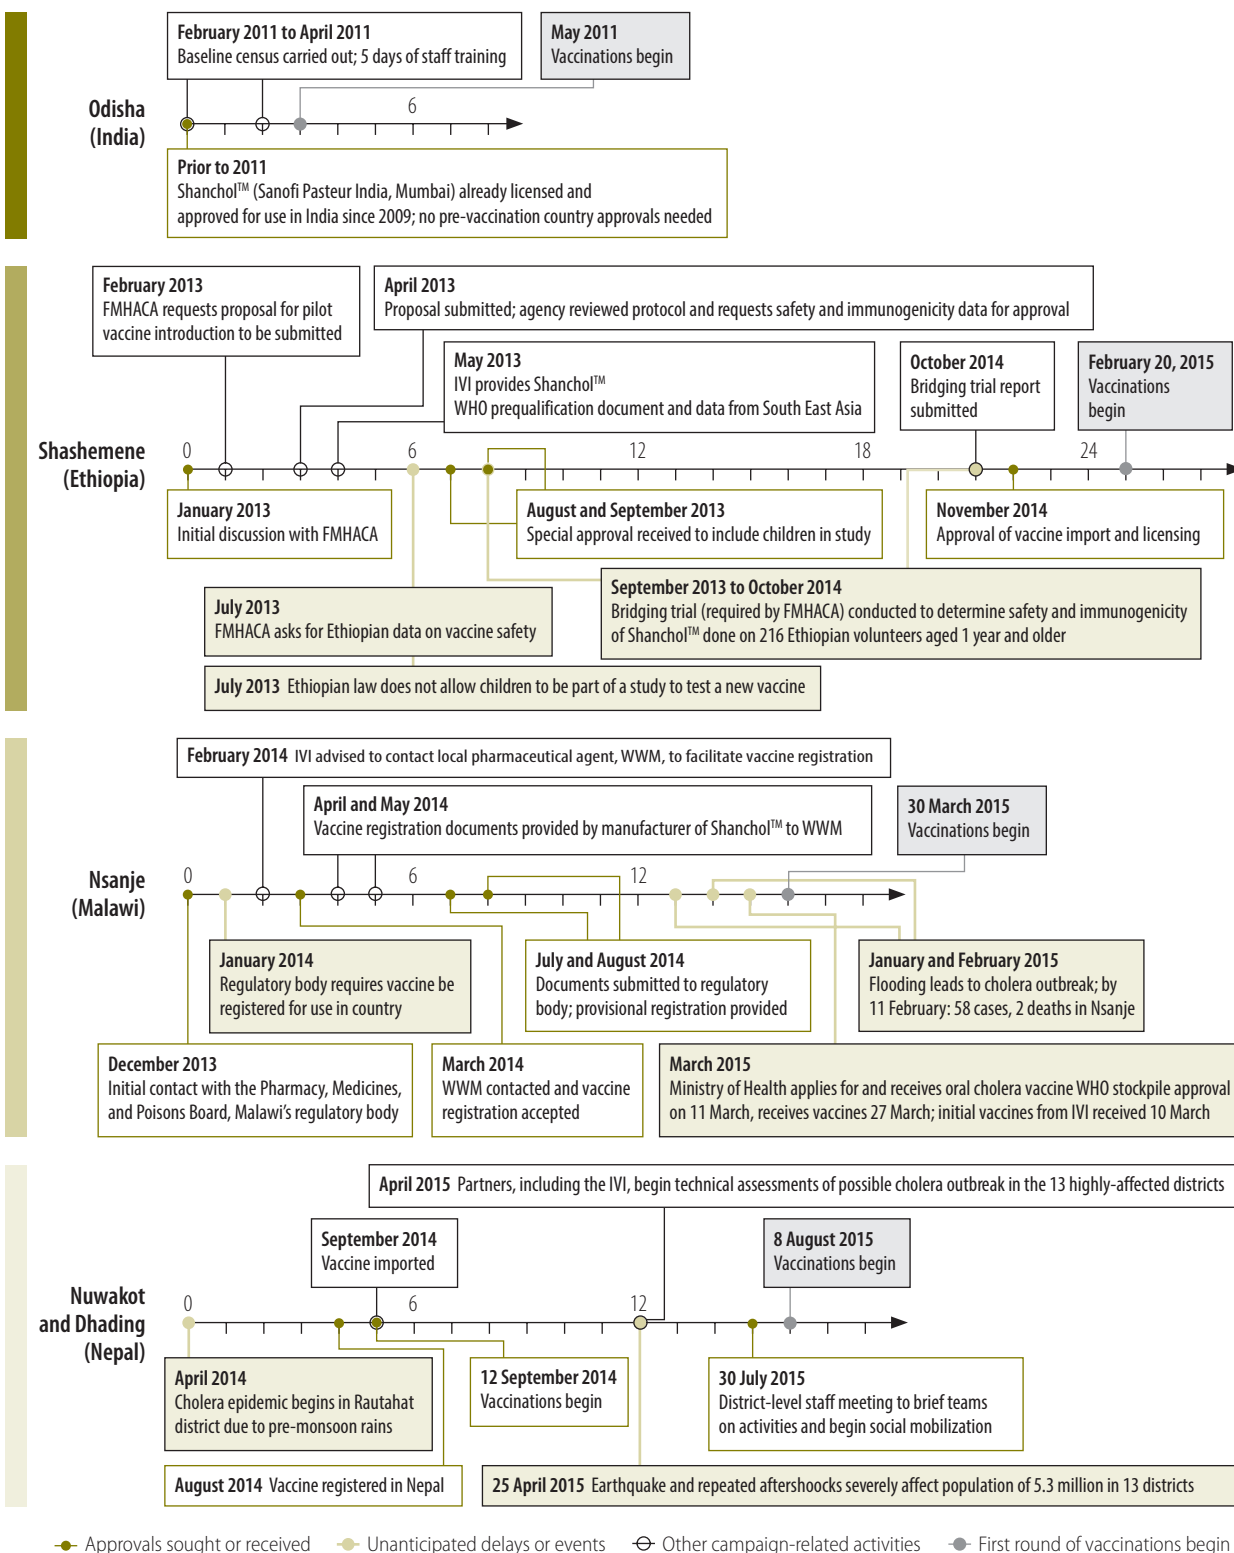 February 2011 to April 2011
Baseline census carried out; 5 days of staff training
May 2011
Vaccinations begin
6
Odisha
(India)
Prior to 2011
Shanchol™ (Sanofi Pasteur India, Mumbai) already licensed and
approved for use in India since 2009; no pre-vaccination country approvals needed
February 2013
FMHACA requests proposal for pilot
vaccine introduction to be submitted
April 2013
Proposal submitted; agency reviewed protocol and requests safety and immunogenicity data for approval
May 2013
IVI provides Shanchol™
WHO prequalification document and data from South East Asia
October 2014
Bridging trial report
submitted
February 20, 2015
Vaccinations
begin
0 6 12 18 24
Shashemene
(Ethiopia)
January 2013
Initial discussion with FMHACA
August and September 2013
Special approval received to include children in study
November 2014
Approval of vaccine import and licensing
July 2013
FMHACA asks for Ethiopian data on vaccine safety
September 2013 to October 2014
Bridging trial (required by FMHACA) conducted to determine safety and immunogenicity
of Shanchol™ done on 216 Ethiopian volunteers aged 1 year and older
July 2013 Ethiopian law does not allow children to be part of a study to test a new vaccine
February 2014 IVI advised to contact local pharmaceutical agent, WWM, to facilitate vaccine registration
April and May 2014
Vaccine registration documents provided by manufacturer of Shanchol™ to WWM
30 March 2015
Vaccinations begin
0 6 12
Nsanje
(Malawi)
January 2014
Regulatory body requires vaccine be
registered for use in country
July and August 2014
Documents submitted to regulatory
body; provisional registration provided
January and February 2015
Flooding leads to cholera outbreak; by
11 February: 58 cases, 2 deaths in Nsanje
December 2013
Initial contact with the Pharmacy, Medicines,
and Poisons Board, Malawi's regulatory body
March 2014
WWM contacted and vaccine
registration accepted
March 2015
Ministry of Health applies for and receives oral cholera vaccine WHO stockpile approval
on 11 March, receives vaccines 27 March; initial vaccines from IVI received 10 March
April 2015 Partners, including the IVI, begin technical assessments of possible cholera outbreak in the 13 highly-affected districts
September 2014
Vaccine imported
8 August 2015
Vaccinations begin
0 6 12
Nuwakot
and Dhading
(Nepal)
April 2014
Cholera epidemic begins in Rautahat
district due to pre-monsoon rains
12 September 2014
Vaccinations begin
30 July 2015
District-level staff meeting to brief teams
on activities and begin social mobilization
August 2014 Vaccine registered in Nepal
25 April 2015 Earthquake and repeated aftershoocks severely affect population of 5.3 million in 13 districts
Approvals sought or received Unanticipated delays or events Other campaign-related activities First round of vaccinations begin